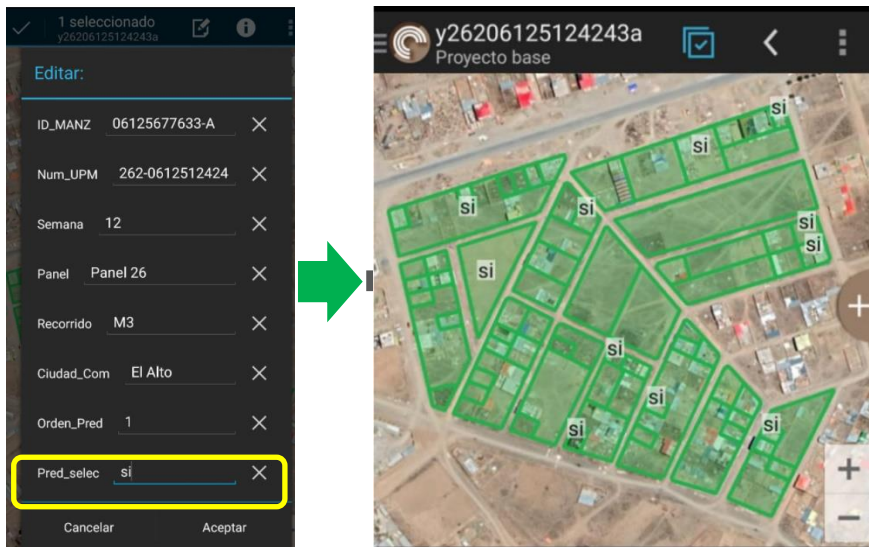 1 seleccionado
y26206125124243a
Editar:
ID_MANZ 06125677633-A
Num_UPM 262-0612512424
Semana 12
Panel Panel 26
Recorrido M3
Ciudad_Com El Alto
Orden_Pred 1
Pred_selec si
Cancelar Aceptar
y26206125124243a
Proyecto base
si
si
si
si
si
si
si
si
si
si
si
+
+
−